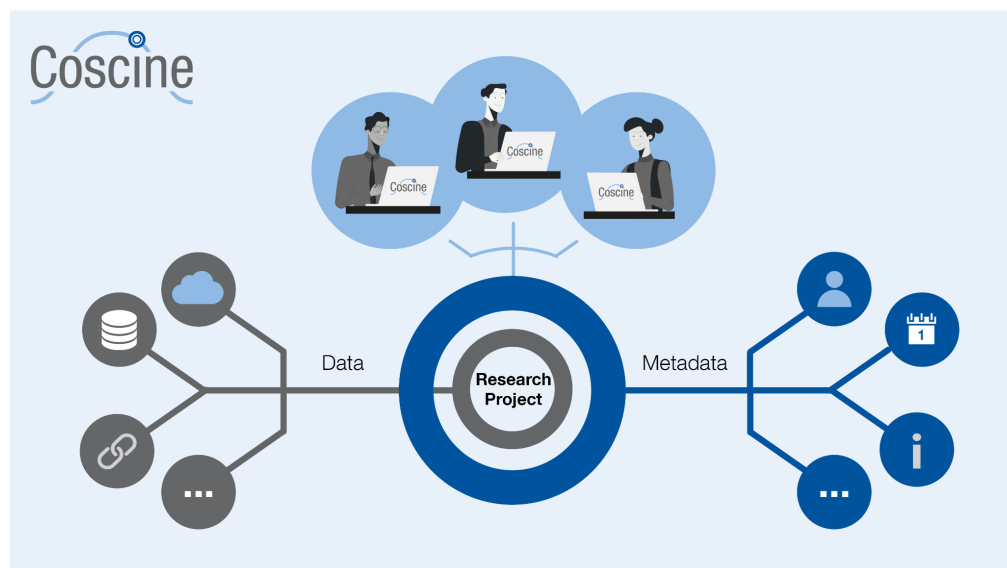 Coscine
Coscine
Coscine
Coscine
Data
Research
Project
Metadata
1
...
...